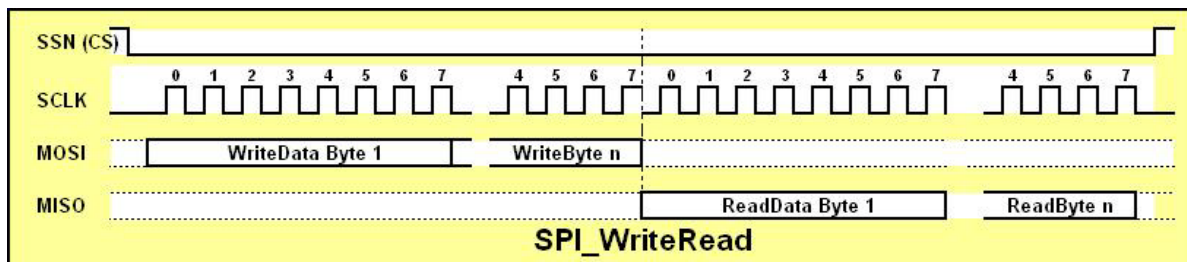 SSN (CS)
0 1 2 3 4 5 6 7 4 5 6 7 0 1 2 3 4 5 6 7 4 5 6 7
SCLK
MOSI WriteData Byte 1 WriteByte n
MISO ReadData Byte 1 ReadByte n
SPI_WriteRead